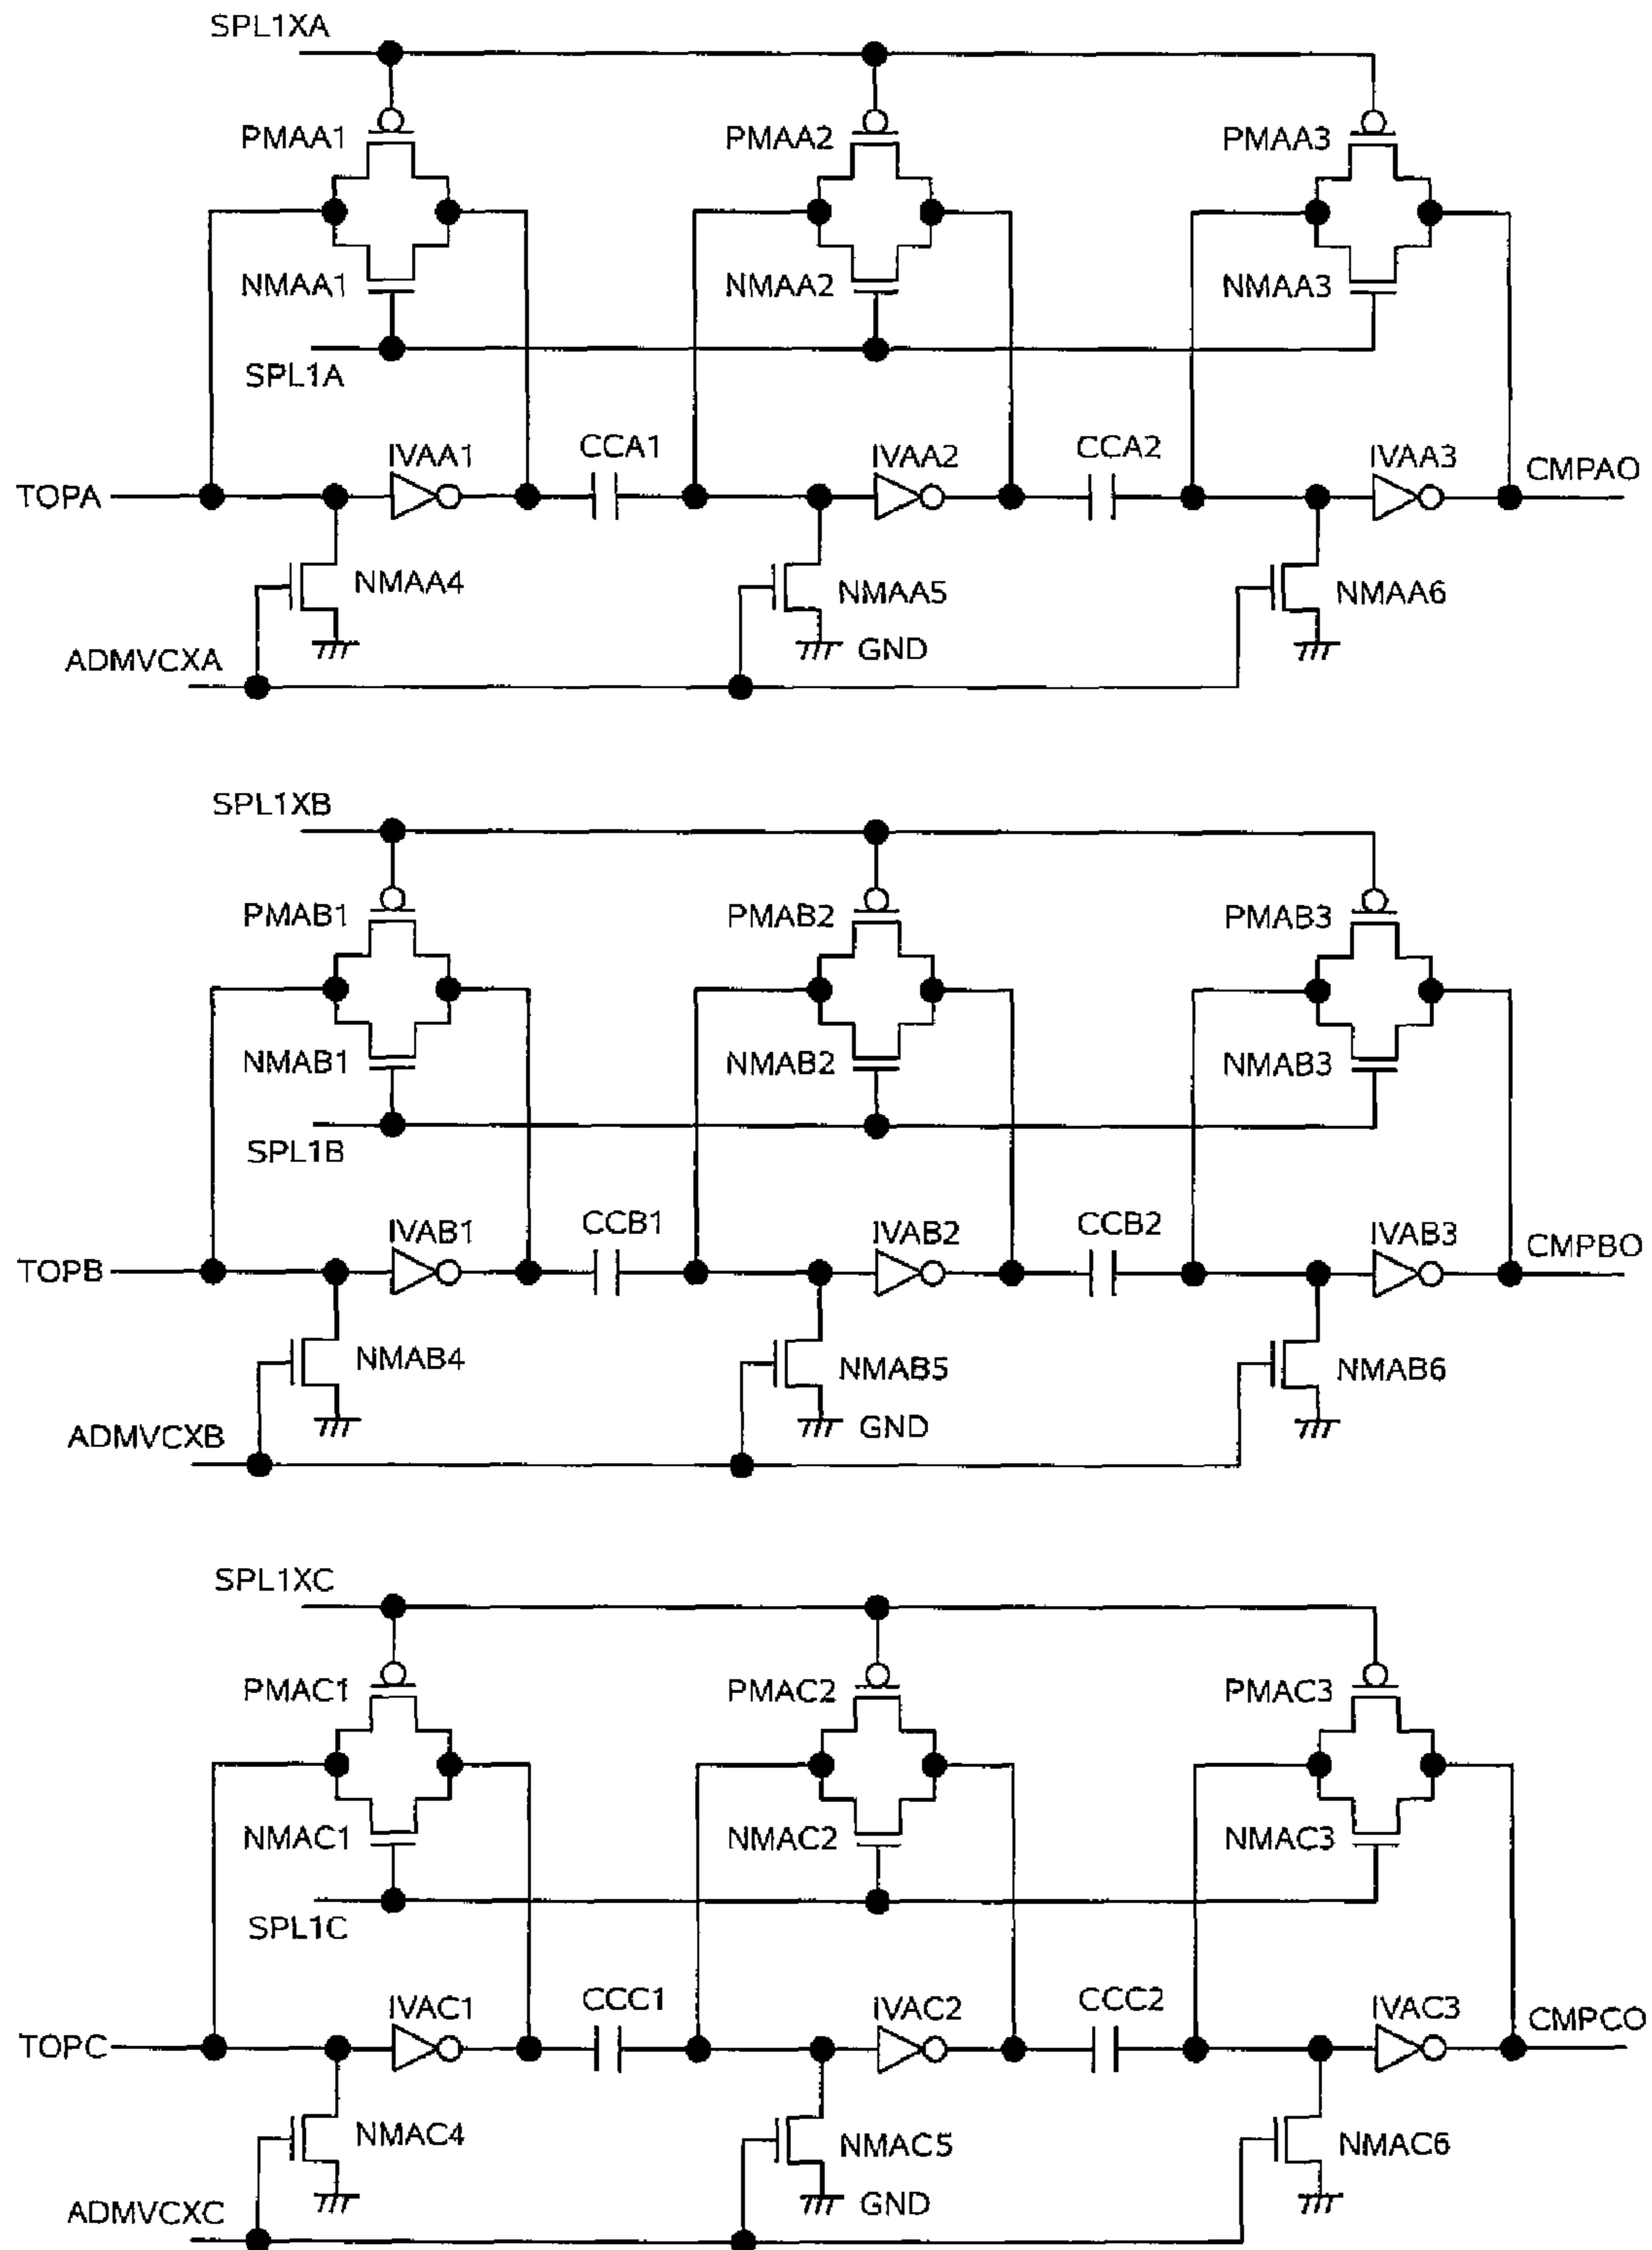 SPL1XA
PMAA1 PMAA2 PMAA3
NMAA1 NMAA2 NMAA3
SPL1A
TOPA IVAA1 CCA1 IVAA2 CCA2 IVAA3 CMPAO
NMAA4 NMAA5 NMAA6
ADMVCXA GND
SPL1XB
PMAB1 PMAB2 PMAB3
NMAB1 NMAB2 NMAB3
SPL1B
TOPB IVAB1 CCB1 IVAB2 CCB2 IVAB3 CMPBO
NMAB4 NMAB5 NMAB6
ADMVCXB GND
SPL1XC
PMAC1 PMAC2 PMAC3
NMAC1 NMAC2 NMAC3
SPL1C
TOPC IVAC1 CCC1 IVAC2 CCC2 IVAC3 CMPCO
NMAC4 NMAC5 NMAC6
ADMVCXC GND